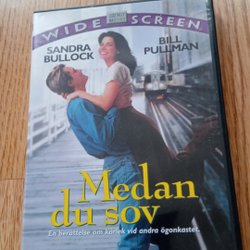 WIDE SCREEN
SANDRA BULLOCK
BILL PULLMAN
Medan
du sov
En berättelse om kärlek vid andra ögonkastet.